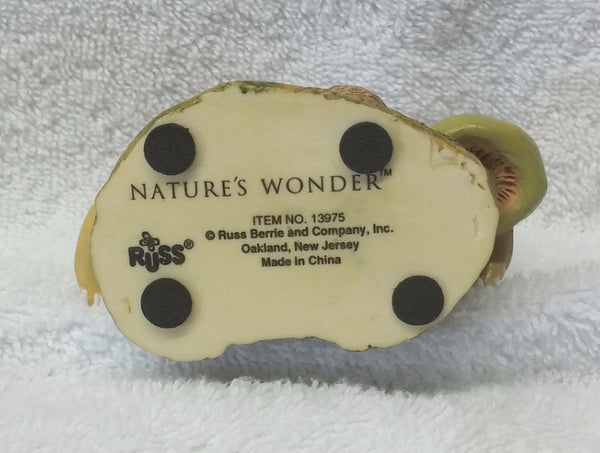 NATURE'S WONDER™
ITEM NO. 13975
© Russ Berrie and Company, Inc.
Oakland, New Jersey
Made in China
RUSS®